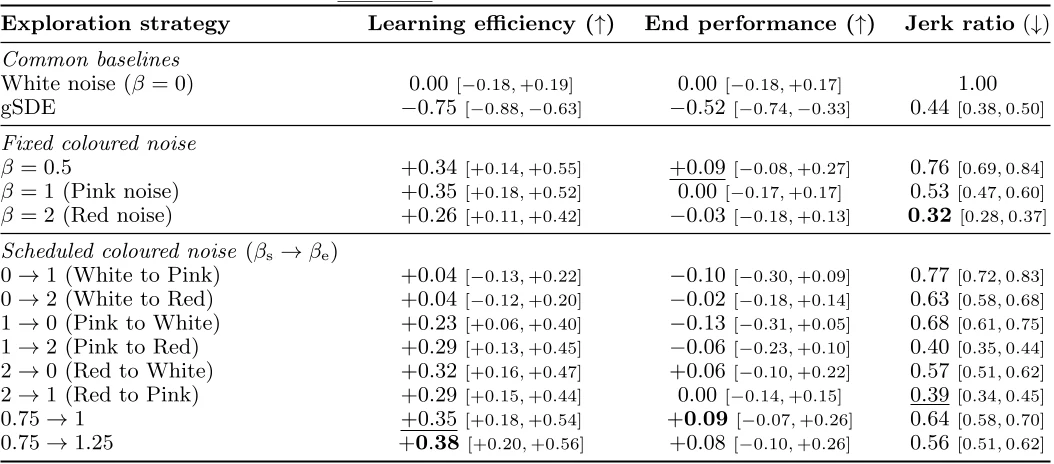 Exploration strategy Learning efficiency (↑) End performance (↑) Jerk ratio (↓)
Common baselines
White noise (β = 0) 0.00 [−0.18, +0.19] 0.00 [−0.18, +0.17] 1.00
gSDE −0.75 [−0.88, −0.63] −0.52 [−0.74, −0.33] 0.44 [0.38, 0.50]
Fixed coloured noise
β = 0.5 +0.34 [+0.14, +0.55] +0.09 [−0.08, +0.27] 0.76 [0.69, 0.84]
β = 1 (Pink noise) +0.35 [+0.18, +0.52] 0.00 [−0.17, +0.17] 0.53 [0.47, 0.60]
β = 2 (Red noise) +0.26 [+0.11, +0.42] −0.03 [−0.18, +0.13] 0.32 [0.28, 0.37]
Scheduled coloured noise (βs → βe)
0 → 1 (White to Pink) +0.04 [−0.13, +0.22] −0.10 [−0.30, +0.09] 0.77 [0.72, 0.83]
0 → 2 (White to Red) +0.04 [−0.12, +0.20] −0.02 [−0.18, +0.14] 0.63 [0.58, 0.68]
1 → 0 (Pink to White) +0.23 [+0.06, +0.40] −0.13 [−0.31, +0.05] 0.68 [0.61, 0.75]
1 → 2 (Pink to Red) +0.29 [+0.13, +0.45] −0.06 [−0.23, +0.10] 0.40 [0.35, 0.44]
2 → 0 (Red to White) +0.32 [+0.16, +0.47] +0.06 [−0.10, +0.22] 0.57 [0.51, 0.62]
2 → 1 (Red to Pink) +0.29 [+0.15, +0.44] 0.00 [−0.14, +0.15] 0.39 [0.34, 0.45]
0.75 → 1 +0.35 [+0.18, +0.54] +0.09 [−0.07, +0.26] 0.64 [0.58, 0.70]
0.75 → 1.25 +0.38 [+0.20, +0.56] +0.08 [−0.10, +0.26] 0.56 [0.51, 0.62]